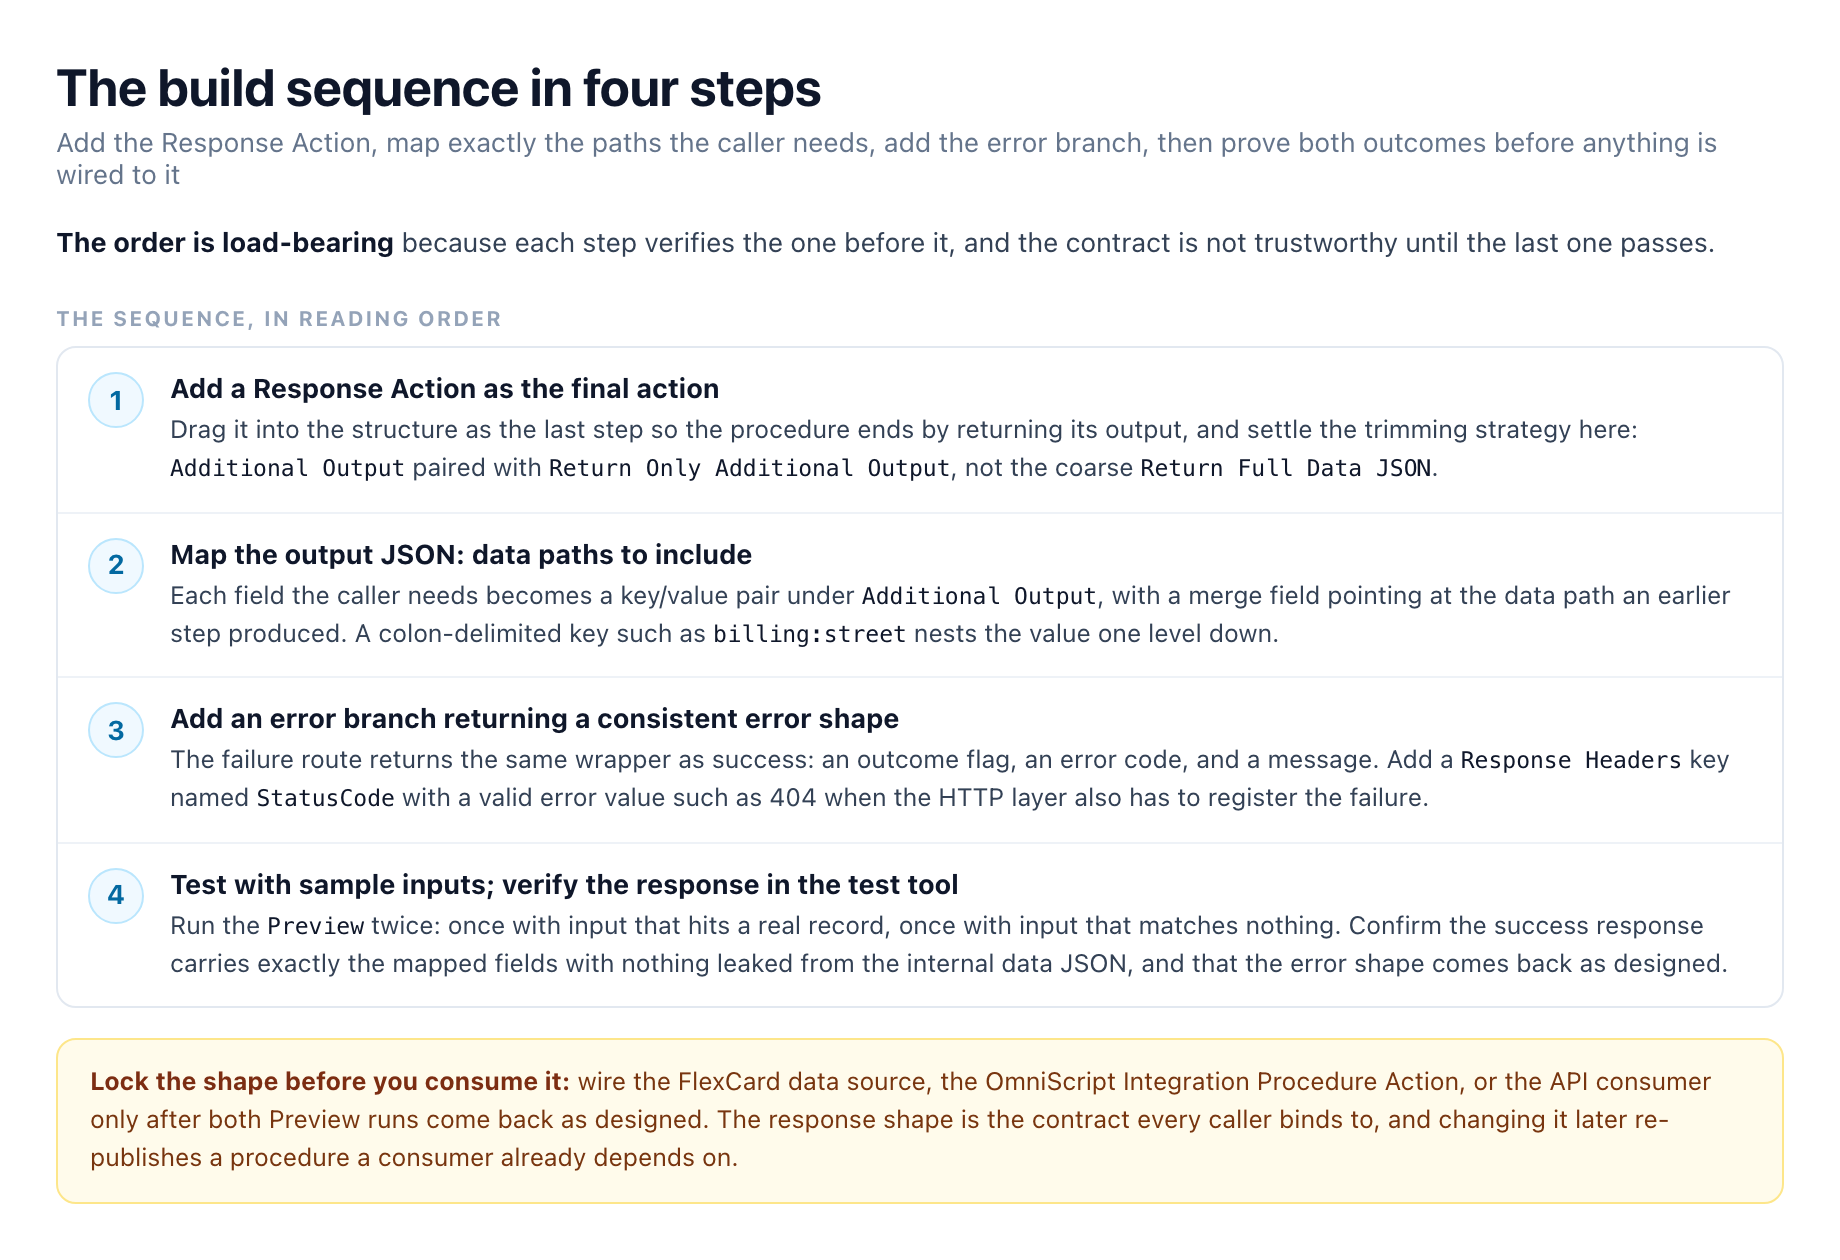 The build sequence in four steps
Add the Response Action, map exactly the paths the caller needs, add the error branch, then prove both outcomes before anything is
wired to it
The order is load-bearing because each step verifies the one before it, and the contract is not trustworthy until the last one passes.
THE SEQUENCE, IN READING ORDER
1
Add a Response Action as the final action
Drag it into the structure as the last step so the procedure ends by returning its output, and settle the trimming strategy here:
Additional Output paired with Return Only Additional Output, not the coarse Return Full Data JSON.
2
Map the output JSON: data paths to include
Each field the caller needs becomes a key/value pair under Additional Output, with a merge field pointing at the data path an earlier
step produced. A colon-delimited key such as billing:street nests the value one level down.
3
Add an error branch returning a consistent error shape
The failure route returns the same wrapper as success: an outcome flag, an error code, and a message. Add a Response Headers key
named StatusCode with a valid error value such as 404 when the HTTP layer also has to register the failure.
4
Test with sample inputs; verify the response in the test tool
Run the Preview twice: once with input that hits a real record, once with input that matches nothing. Confirm the success response
carries exactly the mapped fields with nothing leaked from the internal data JSON, and that the error shape comes back as designed.
Lock the shape before you consume it: wire the FlexCard data source, the OmniScript Integration Procedure Action, or the API consumer
only after both Preview runs come back as designed. The response shape is the contract every caller binds to, and changing it later re-
publishes a procedure a consumer already depends on.